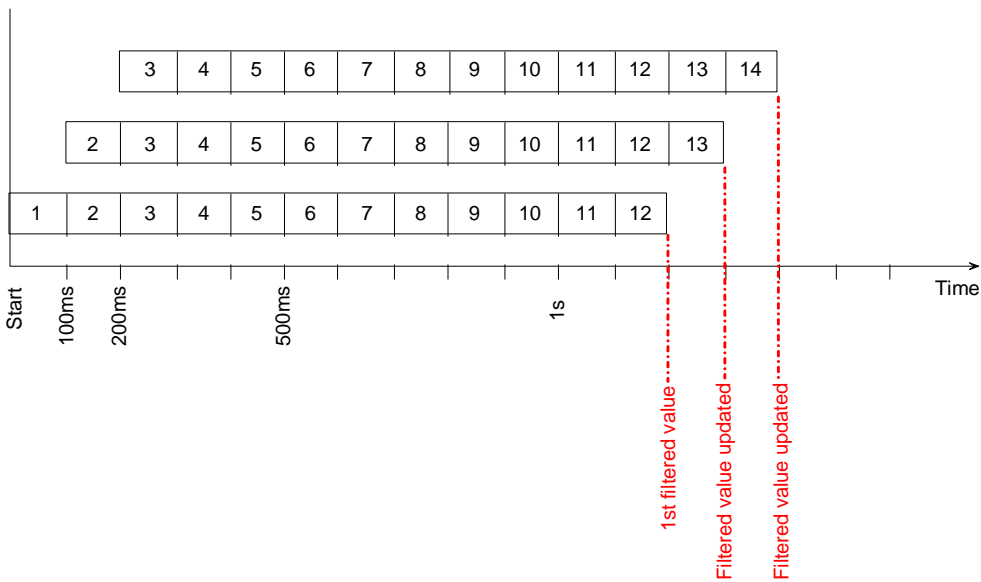 3 4 5 6 7 8 9 10 11 12 13 14
2 3 4 5 6 7 8 9 10 11 12 13
1 2 3 4 5 6 7 8 9 10 11 12
Time
Start
100ms
200ms
500ms
1s
1st filtered value
Filtered value updated
Filtered value updated